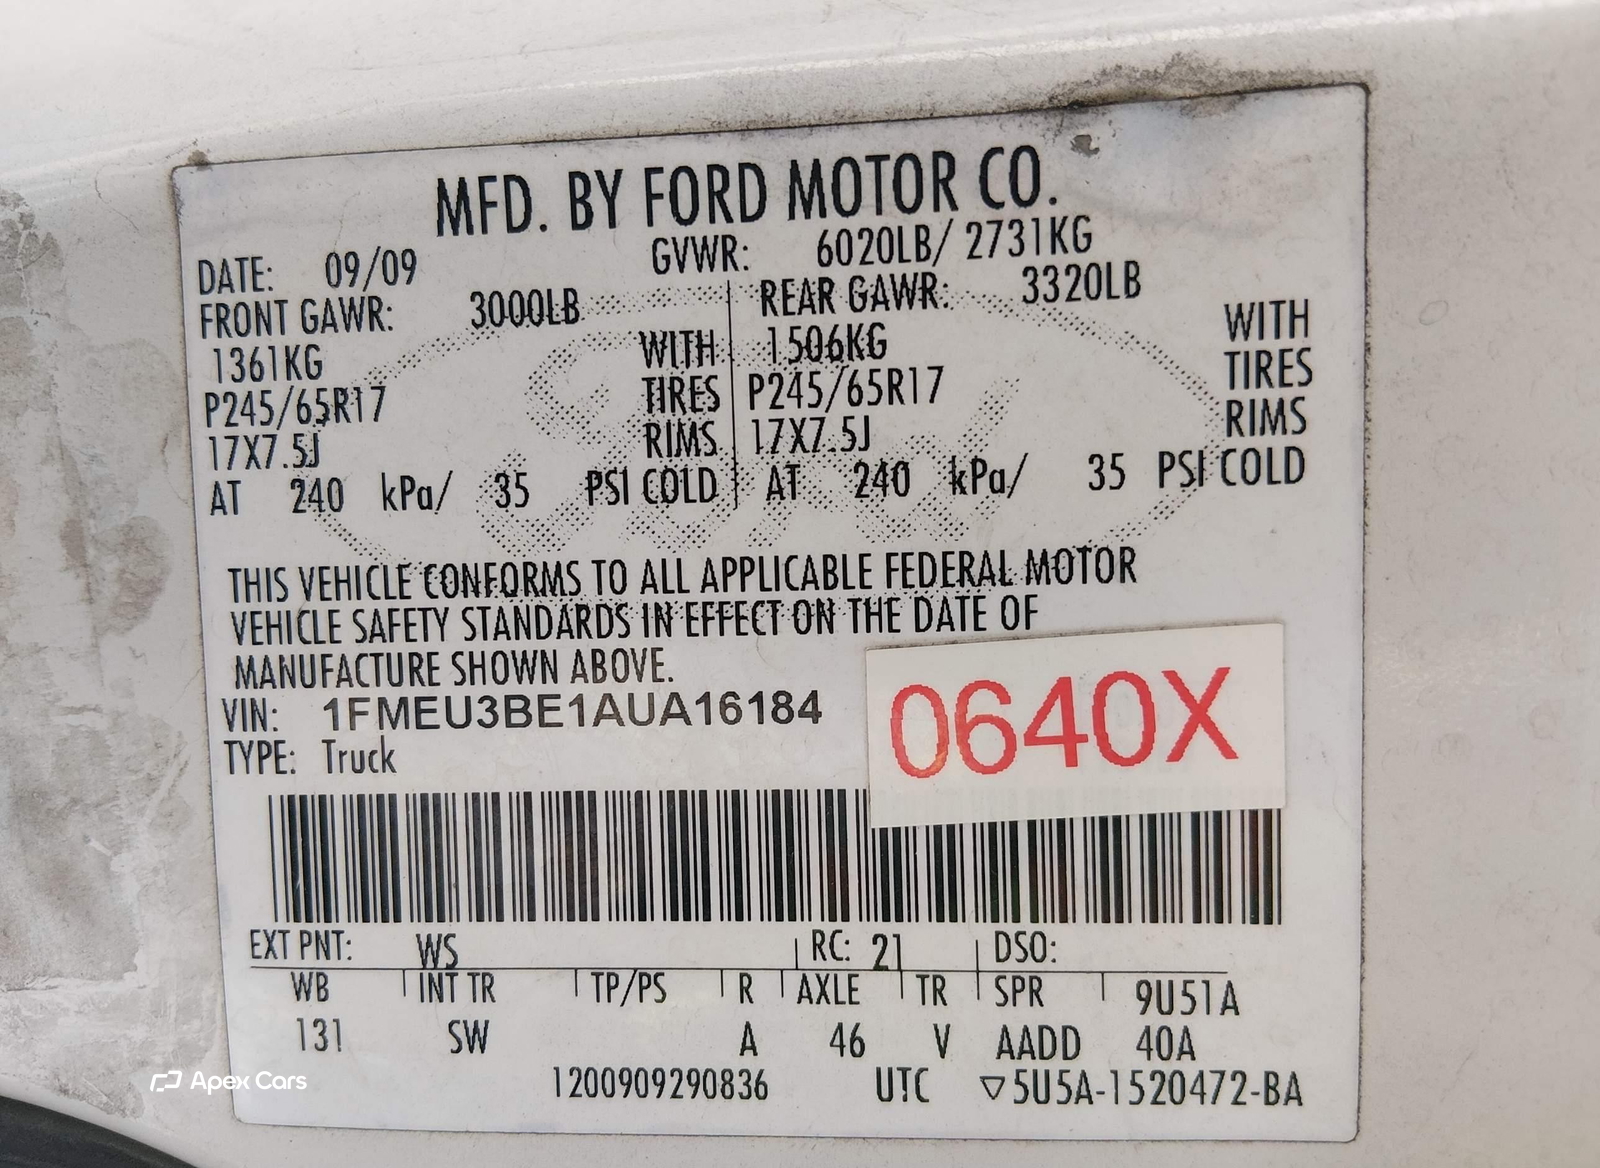 MFD. BY FORD MOTOR CO.
DATE: 09/09 GVWR: 6020LB/ 2731KG
FRONT GAWR: 3000LB REAR GAWR: 3320LB
1361KG WITH 1506KG WITH
P245/65R17 TIRES P245/65R17 TIRES
17X7.5J RIMS 17X7.5J RIMS
AT 240 kPa/ 35 PSI COLD AT 240 kPa/ 35 PSI COLD
THIS VEHICLE CONFORMS TO ALL APPLICABLE FEDERAL MOTOR
VEHICLE SAFETY STANDARDS IN EFFECT ON THE DATE OF
MANUFACTURE SHOWN ABOVE.
VIN: 1FMEU3BE1AUA16184
0640X
TYPE: Truck
EXT PNT: WS RC: 21 DSO:
WB INT TR TP/PS R AXLE TR SPR 9U51A
131 SW A 46 V AADD 40A
1200909290836 UTC ▽5U5A-1520472-BA
Apex Cars